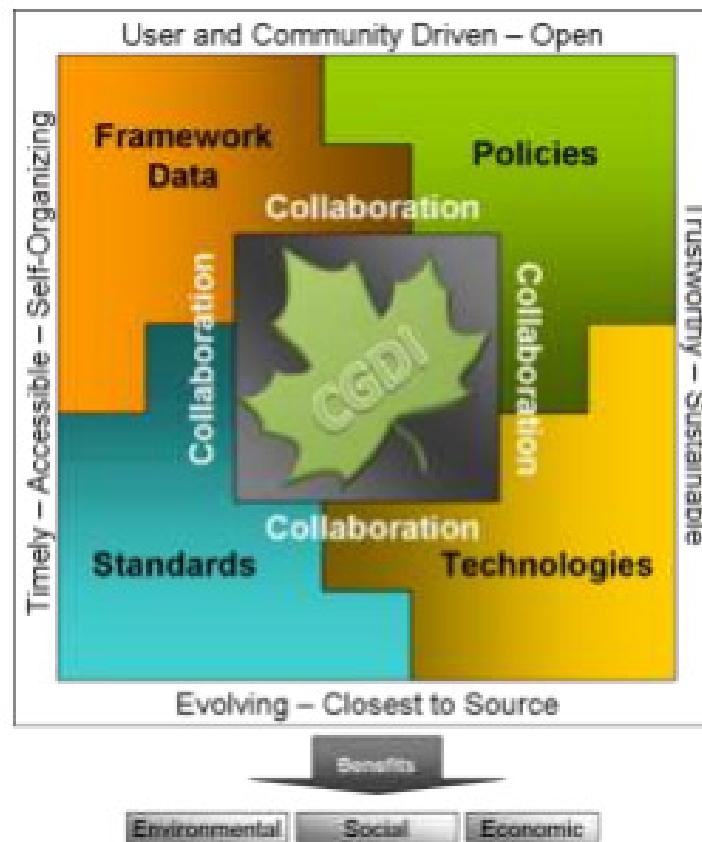 User and Community Driven – Open
Framework
Data
Policies
Collaboration
Timely – Accessible – Self-Organizing
Collaboration
CGDI
Collaboration
Trustworthy – Sustainable
Collaboration
Standards
Technologies
Evolving – Closest to Source
Benefits
Environmental
Social
Economic